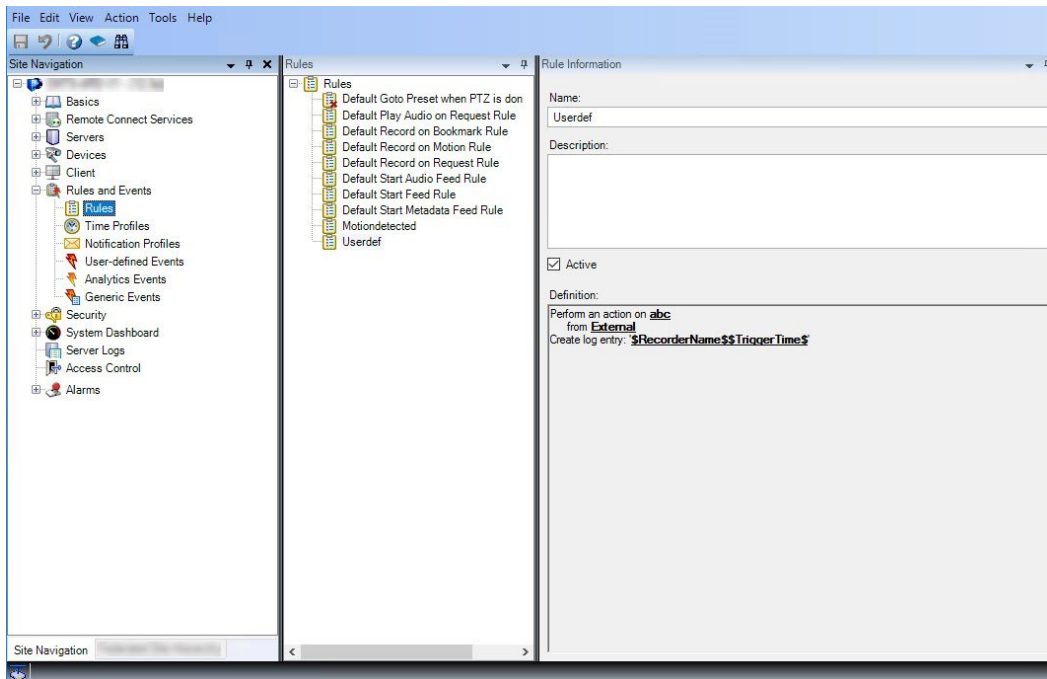 File Edit View Action Tools Help
Site Navigation
Basics
Remote Connect Services
Servers
Devices
Client
Rules and Events
Rules
Time Profiles
Notification Profiles
User-defined Events
Analytics Events
Generic Events
Security
System Dashboard
Server Logs
Access Control
Alarms
Site Navigation
Rules
Rules
Default Goto Preset when PTZ is don
Default Play Audio on Request Rule
Default Record on Bookmark Rule
Default Record on Motion Rule
Default Record on Request Rule
Default Start Audio Feed Rule
Default Start Feed Rule
Default Start Metadata Feed Rule
Motiondetected
Userdef
Rule Information
Name:
Userdef
Description:
Active
Definition:
Perform an action on abc
from External
Create log entry: '$RecorderName$$TriggerTime$'